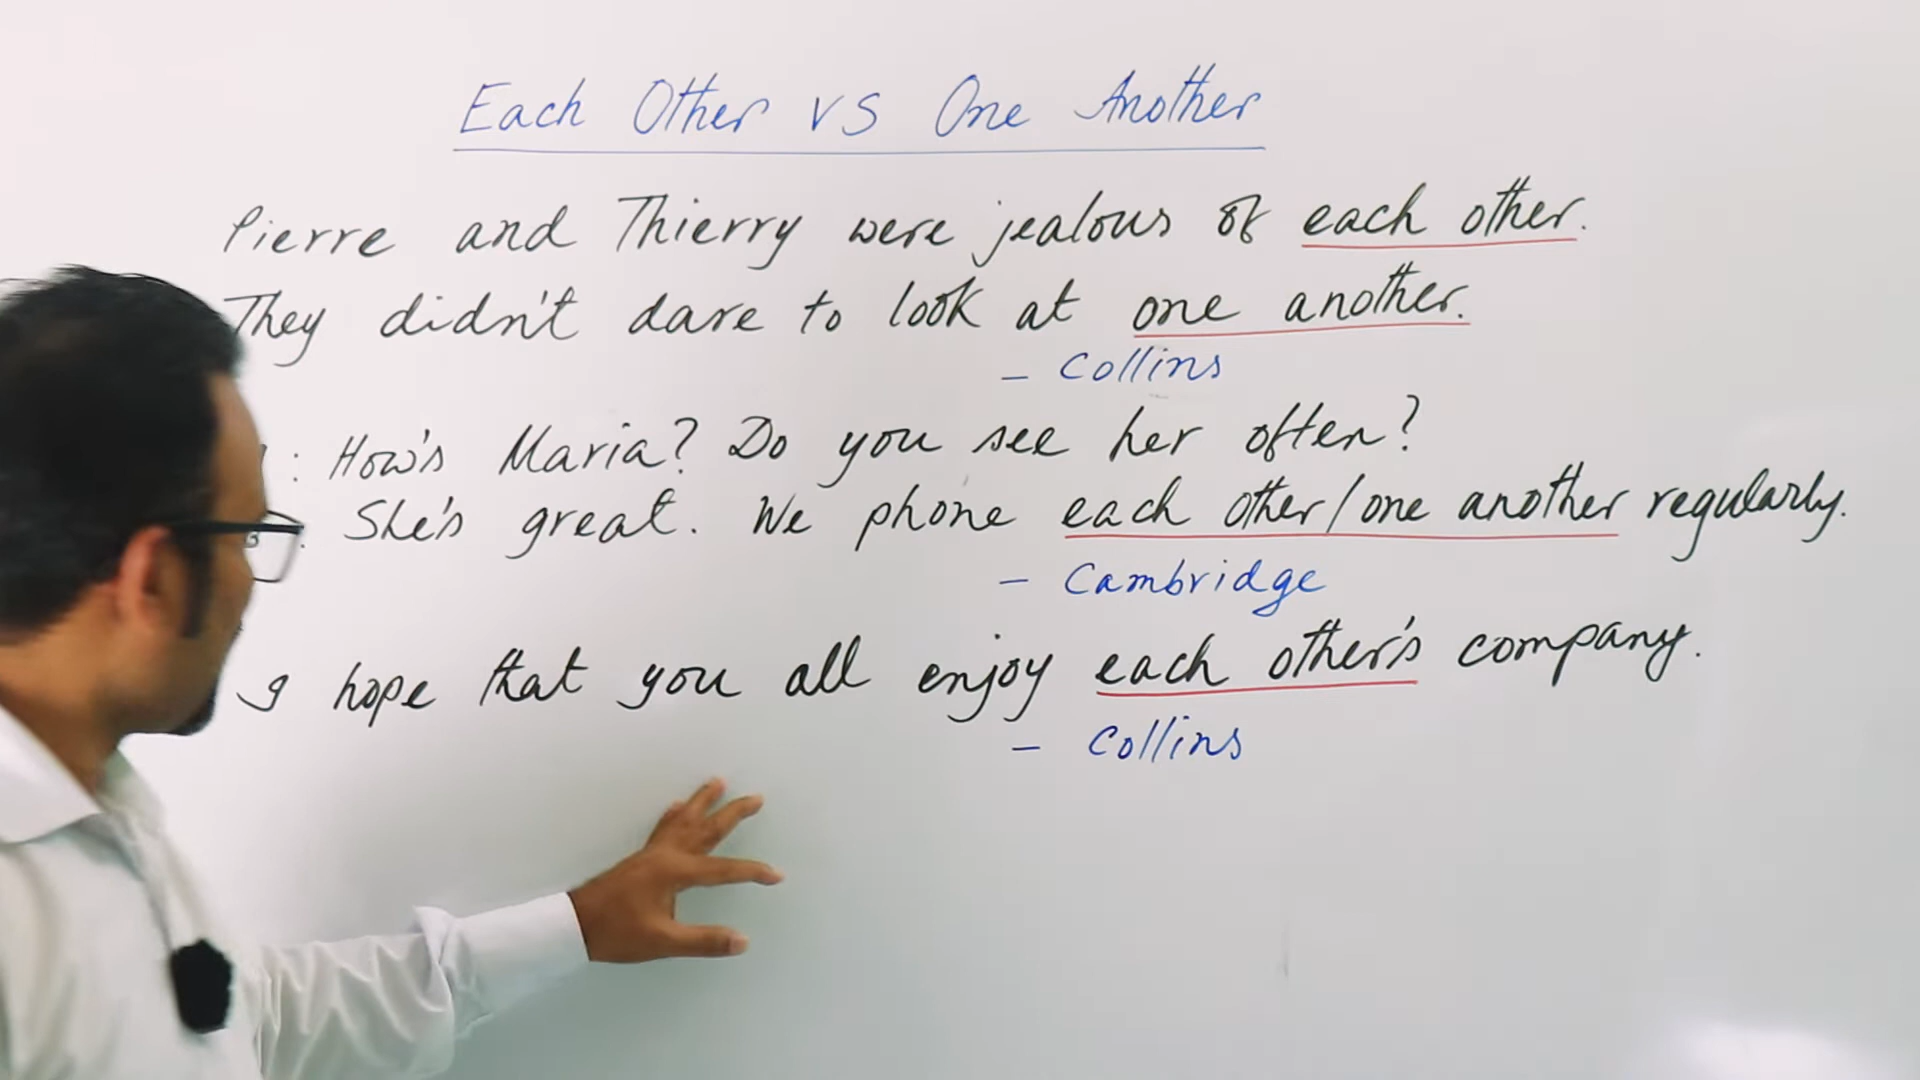 Each Other vs One Another
Pierre and Thierry were jealous of each other.
They didn't dare to look at one another.
- Collins
: How's Maria? Do you see her often?
She's great. We phone each other/one another regularly.
- Cambridge
I hope that you all enjoy each other's company.
- Collins